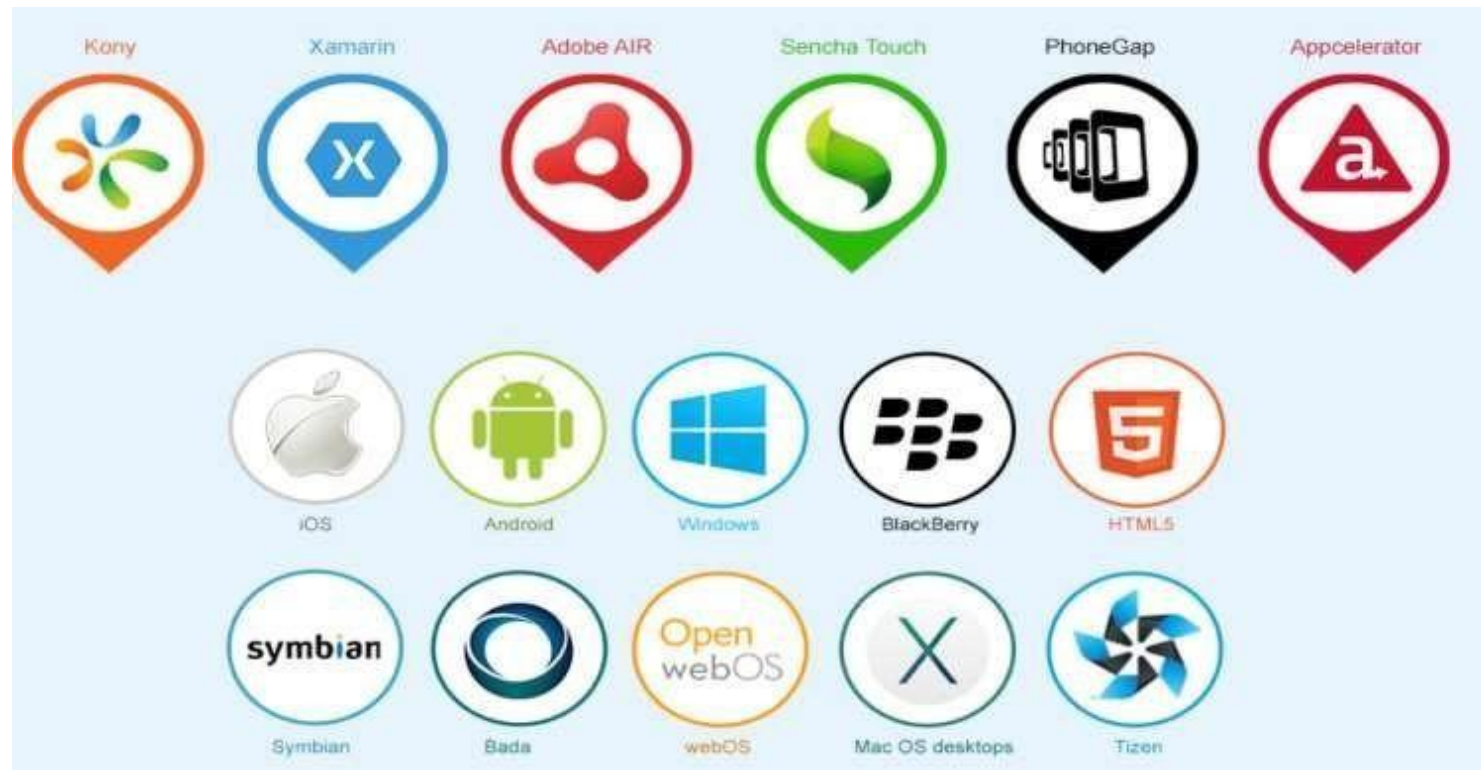 Kony Xamarin Adobe AIR Sencha Touch PhoneGap Appcelerator
X a
5
iOS Android Windows BlackBerry HTML5
symbian Open
webOS X
Symbian Bada webOS Mac OS desktops Tizen